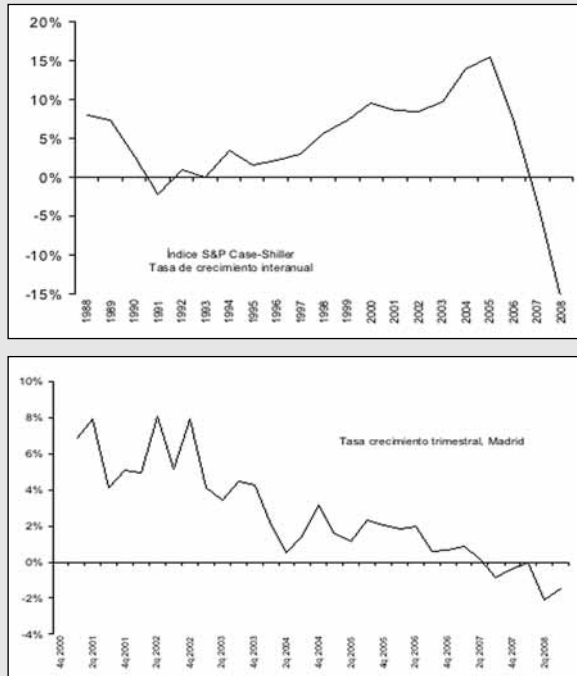 20%
15%
10%
5%
0%
-5%
-10%
-15%
Índice S&P Case-Shiller
Tasa de crecimiento interanual
1988
1989
1990
1991
1992
1993
1994
1995
1996
1997
1998
1999
2000
2001
2002
2003
2004
2005
2006
2007
2008
10%
8%
6%
4%
2%
0%
-2%
-4%
Tasa crecimiento trimestral, Madrid
4q 2000
2q 2001
4q 2001
2q 2002
4q 2002
2q 2003
4q 2003
2q 2004
4q 2004
2q 2005
4q 2005
2q 2006
4q 2006
2q 2007
4q 2007
2q 2008